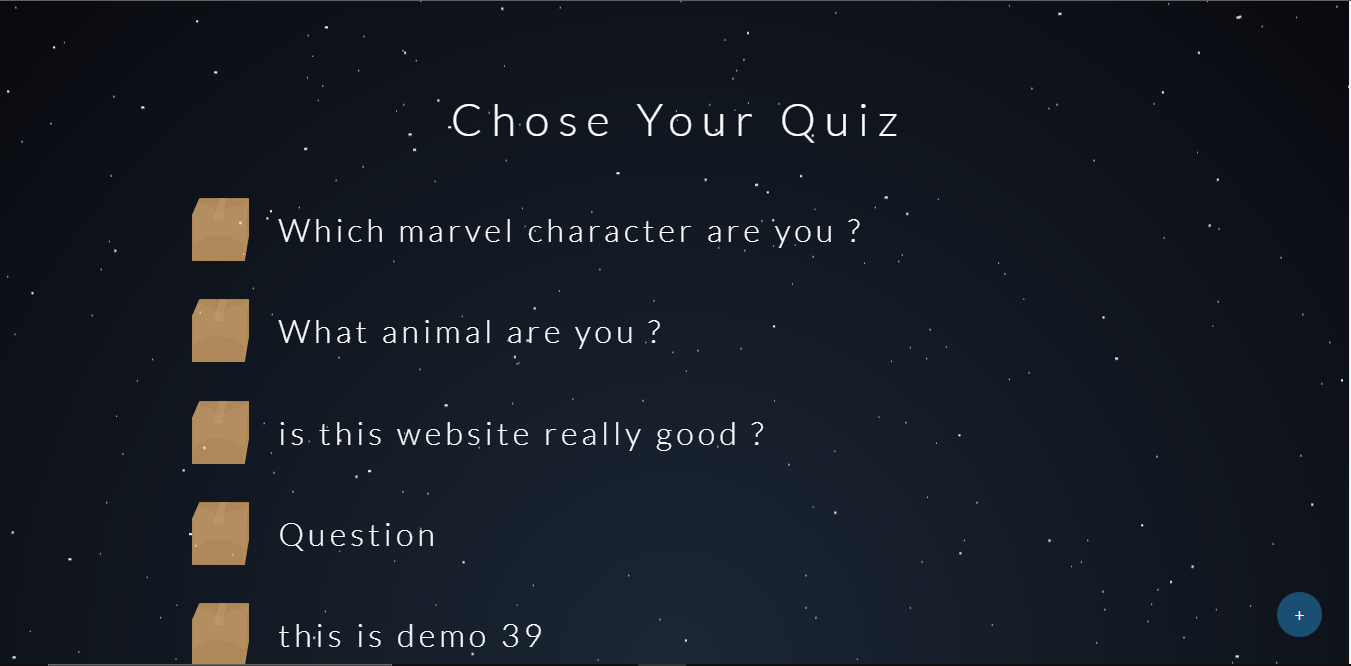 Chose Your Quiz
Which marvel character are you ?
What animal are you ?
is this website really good ?
Question
this is demo 39
+